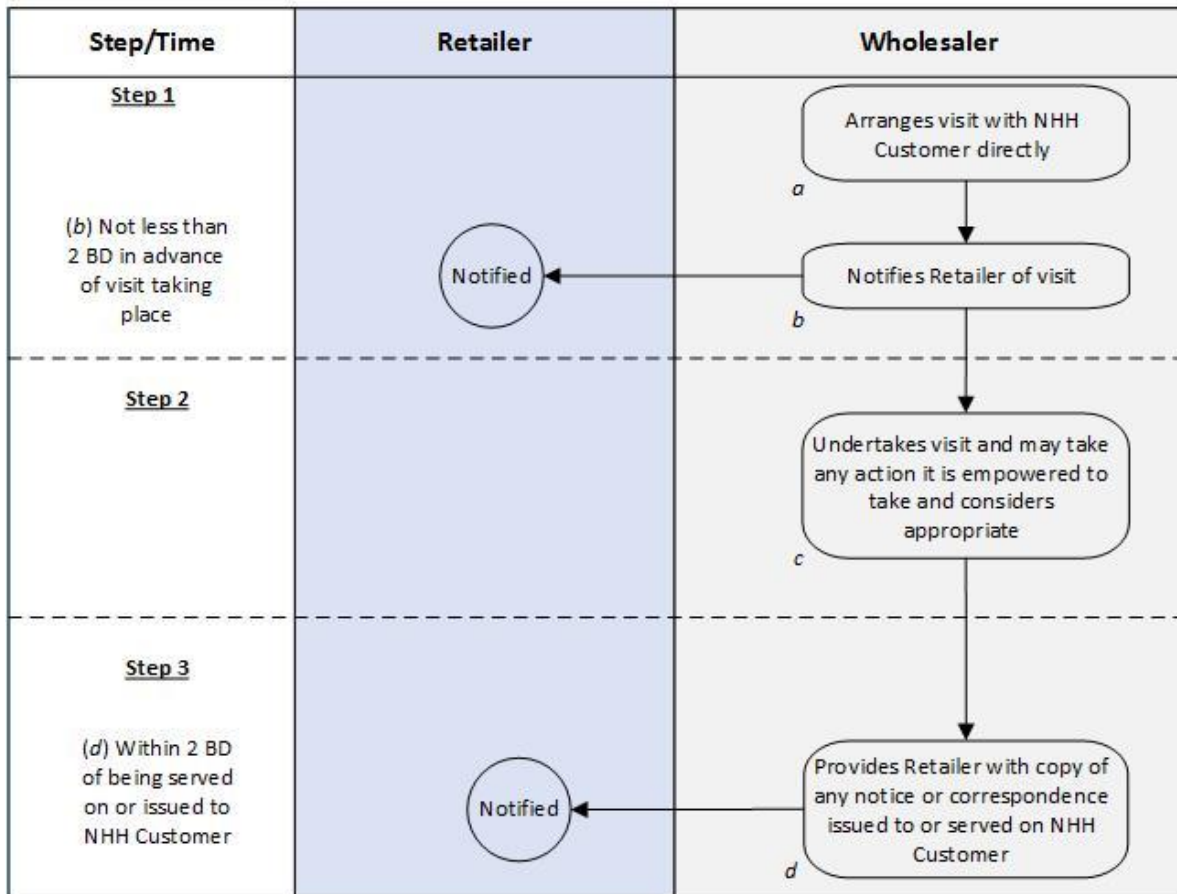 Step/Time
Retailer
Wholesaler
Step 1
Arranges visit with NHH
Customer directly
a
(b) Not less than
2 BD in advance
of visit taking
place
Notified
Notifies Retailer of visit
b
Step 2
Undertakes visit and may take
any action it is empowered to
take and considers
appropriate
c
Step 3
(d) Within 2 BD
of being served
on or issued to
NHH Customer
Notified
Provides Retailer with copy of
any notice or correspondence
issued to or served on NHH
Customer
d